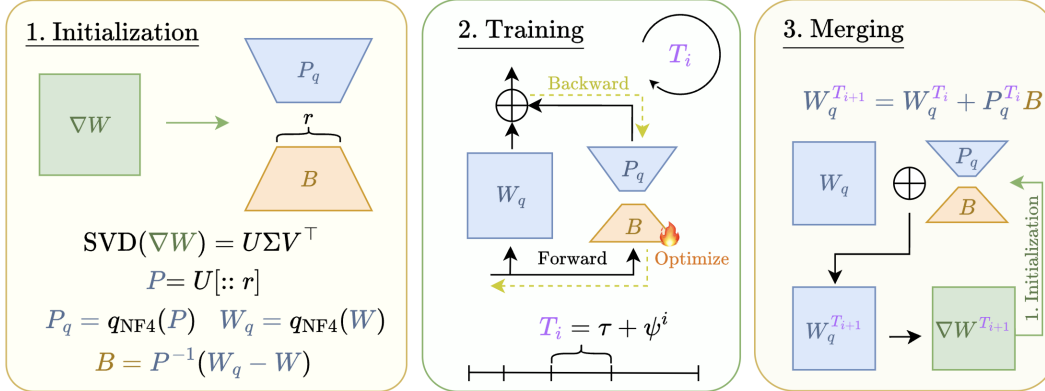 1. Initialization
∇W
P_q
r
B
SVD(∇W) = UΣV^⊤
P = U[:: r]
P_q = q_NF4(P) W_q = q_NF4(W)
B = P^{-1}(W_q − W)
2. Training
T_i
Backward
W_q
P_q
B
Forward
Optimize
T_i = τ + ψ^i
3. Merging
W_q^{T_{i+1}} = W_q^{T_i} + P_q^{T_i} B
W_q
P_q
B
1. Initialization
W_q^{T_{i+1}}
∇W^{T_{i+1}}